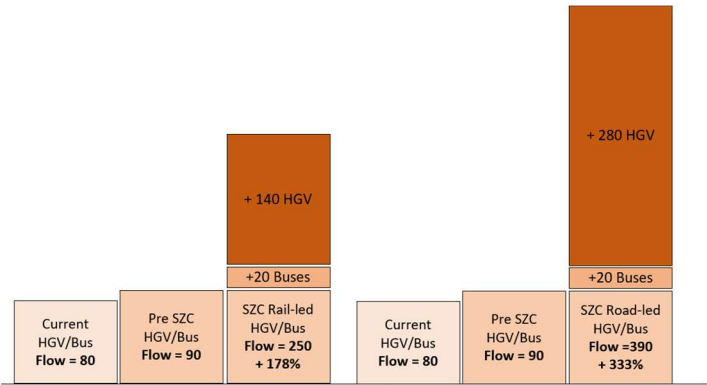 + 140 HGV
+20 Buses
Current
HGV/Bus
Flow = 80
Pre SZC
HGV/Bus
Flow = 90
SZC Rail-led
HGV/Bus
Flow = 250
+ 178%
+ 280 HGV
+20 Buses
Current
HGV/Bus
Flow = 80
Pre SZC
HGV/Bus
Flow = 90
SZC Road-led
HGV/Bus
Flow =390
+ 333%